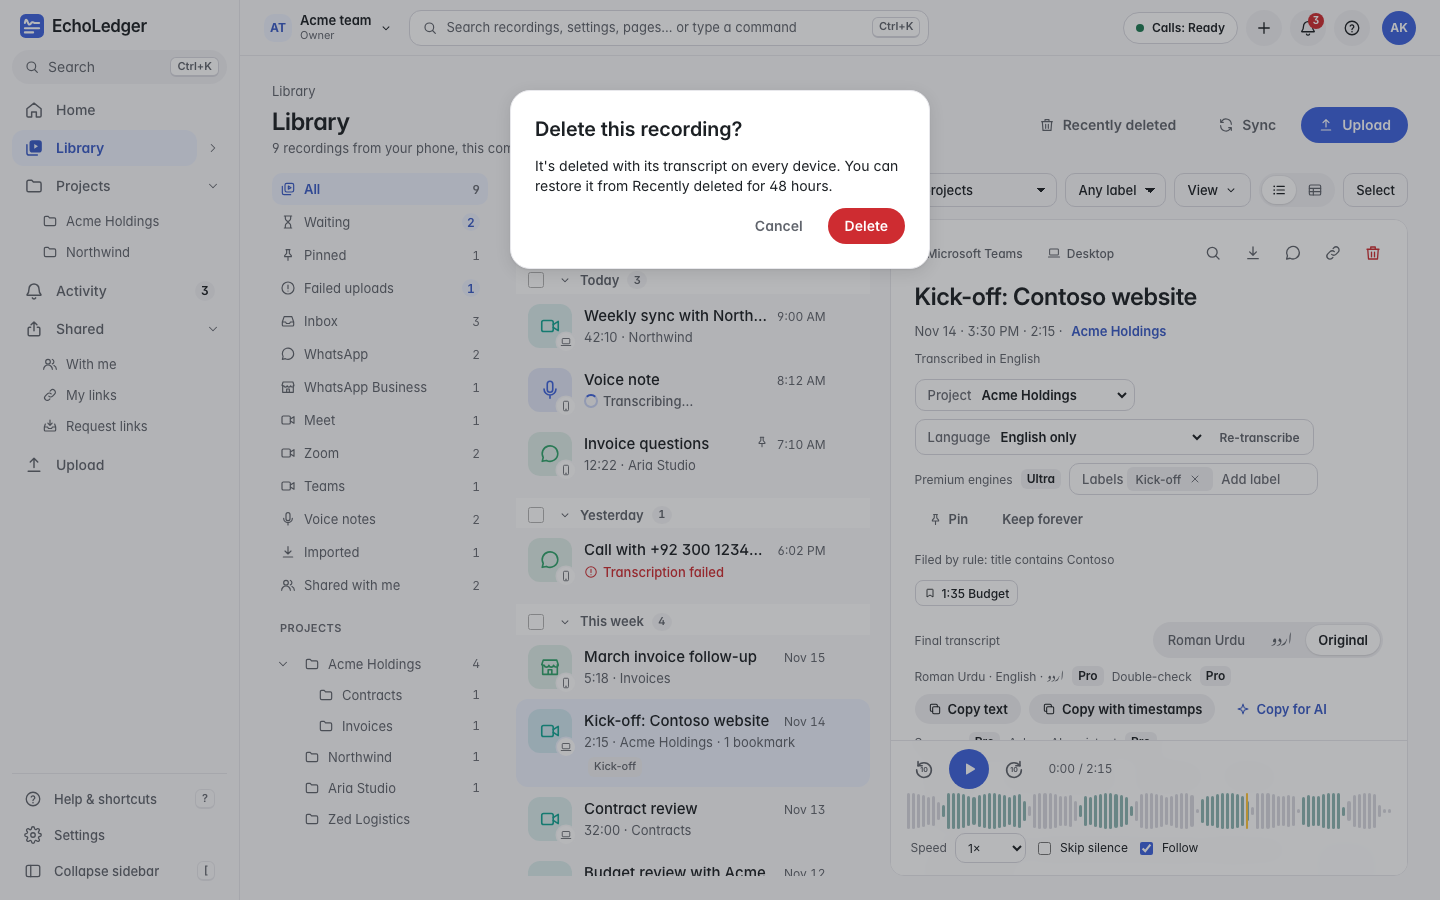 EchoLedger
Search Ctrl+K
Home
Library
Projects
Acme Holdings
Northwind
Activity 3
Shared
With me
My links
Request links
Upload
Help & shortcuts ?
Settings
Collapse sidebar [
AT Acme team
Owner
Search recordings, settings, pages... or type a command Ctrl+K
Calls: Ready
3
AK
Library
Library
9 recordings from your phone, this com
Recently deleted
Sync
Upload
Delete this recording?
It's deleted with its transcript on every device. You can
restore it from Recently deleted for 48 hours.
Cancel
Delete
All 9
Waiting 2
Pinned 1
Failed uploads 1
Inbox 3
WhatsApp 2
WhatsApp Business 1
Meet 1
Zoom 2
Teams 1
Voice notes 2
Imported 1
Shared with me 2
PROJECTS
Acme Holdings 4
Contracts 1
Invoices 1
Northwind 1
Aria Studio 1
Zed Logistics
rojects
Any label
View
Select
Today 3
Weekly sync with North... 9:00 AM
42:10 · Northwind
Voice note 8:12 AM
Transcribing...
Invoice questions 7:10 AM
12:22 · Aria Studio
Yesterday 1
Call with +92 300 1234... 6:02 PM
Transcription failed
This week 4
March invoice follow-up Nov 15
5:18 · Invoices
Kick-off: Contoso website Nov 14
2:15 · Acme Holdings · 1 bookmark
Kick-off
Contract review Nov 13
32:00 · Contracts
Budget review with Acme Nov 12
Microsoft Teams Desktop
Kick-off: Contoso website
Nov 14 · 3:30 PM · 2:15 · Acme Holdings
Transcribed in English
Project Acme Holdings
Language English only Re-transcribe
Premium engines Ultra Labels Kick-off × Add label
Pin Keep forever
Filed by rule: title contains Contoso
1:35 Budget
Final transcript Roman Urdu اردو Original
Roman Urdu · English · اردو Pro Double-check Pro
Copy text Copy with timestamps Copy for AI
10 10 0:00 / 2:15
Speed 1× Skip silence Follow